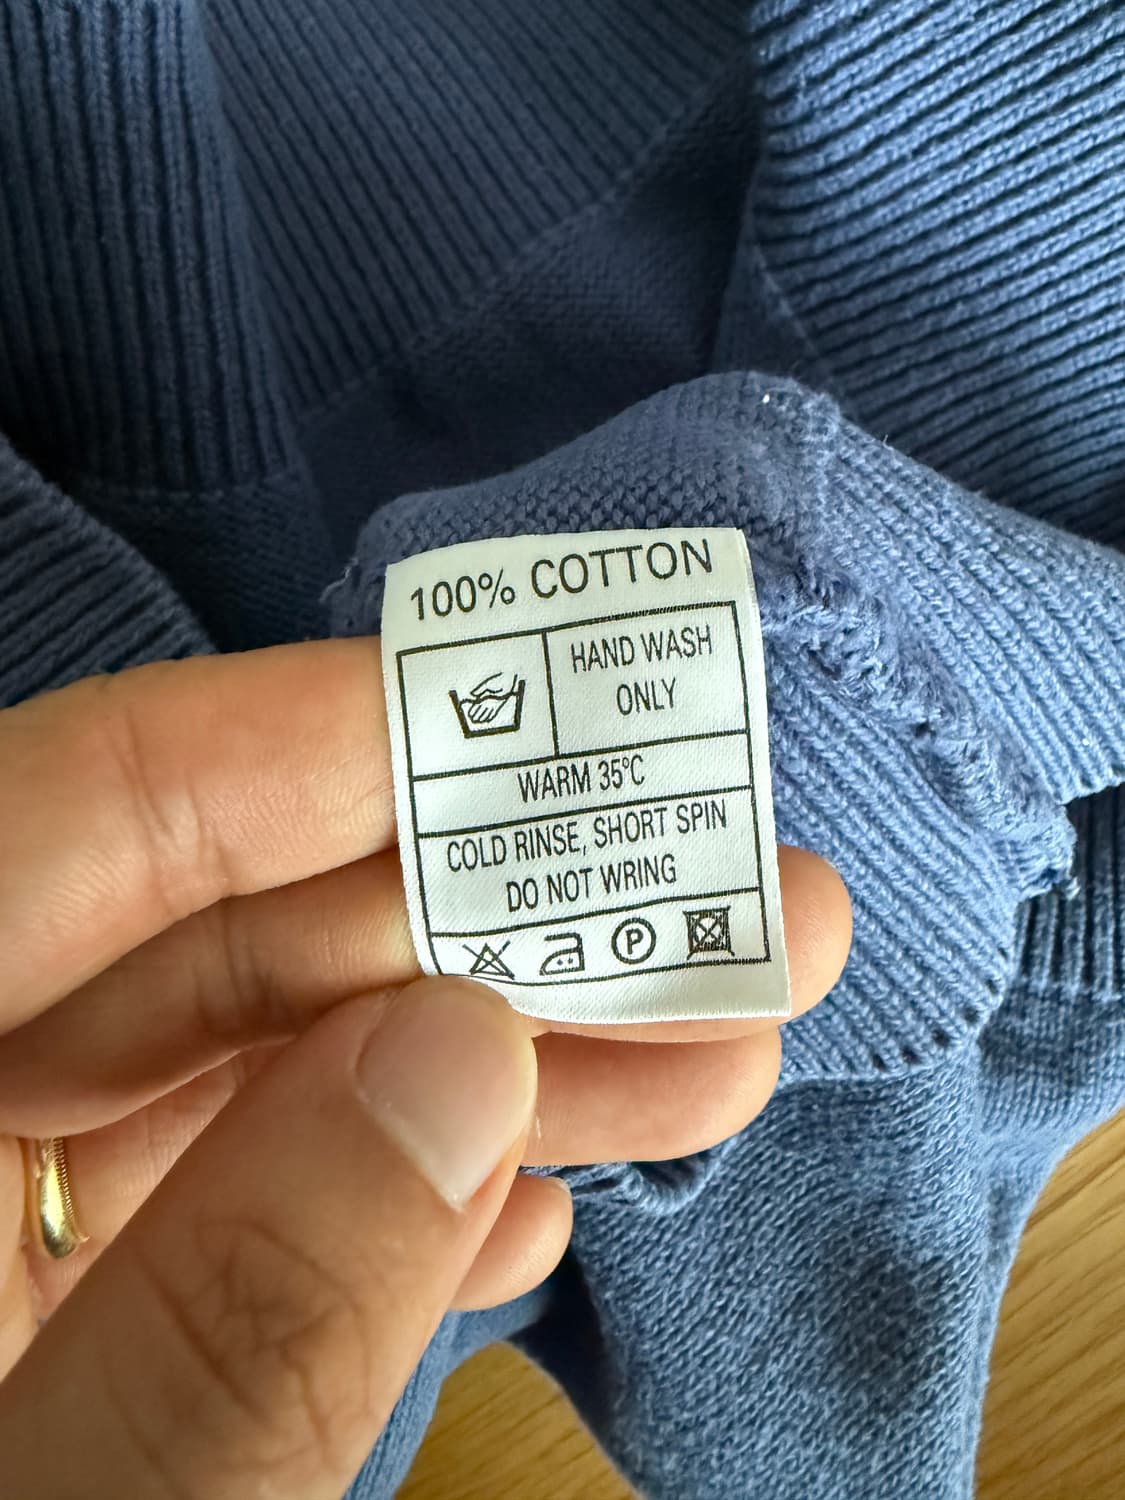 100% COTTON
HAND WASH
ONLY
WARM 35°C
COLD RINSE, SHORT SPIN
DO NOT WRING
P